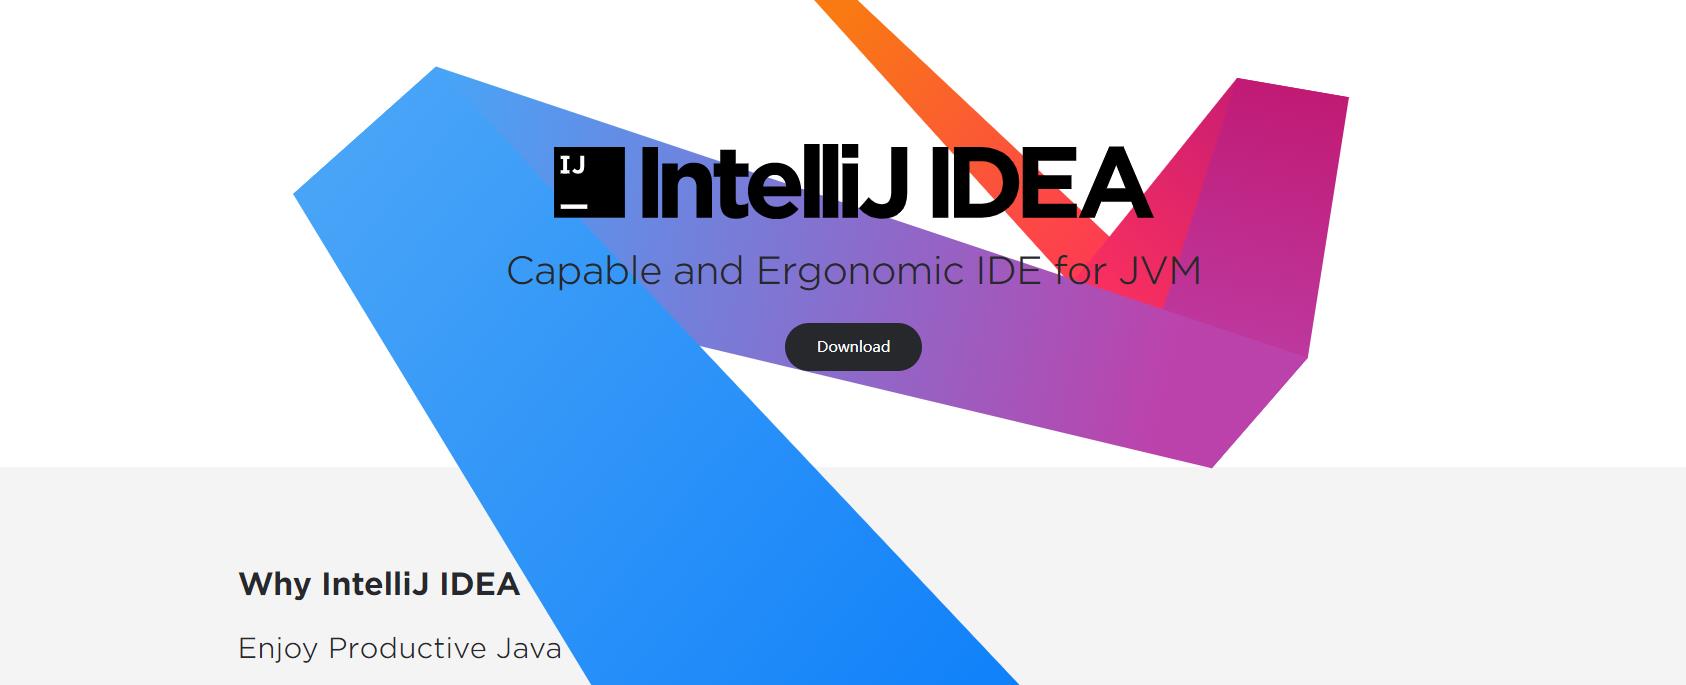 IJ
IntelliJ IDEA
Capable and Ergonomic IDE for JVM
Download
Why IntelliJ IDEA
Enjoy Productive Java